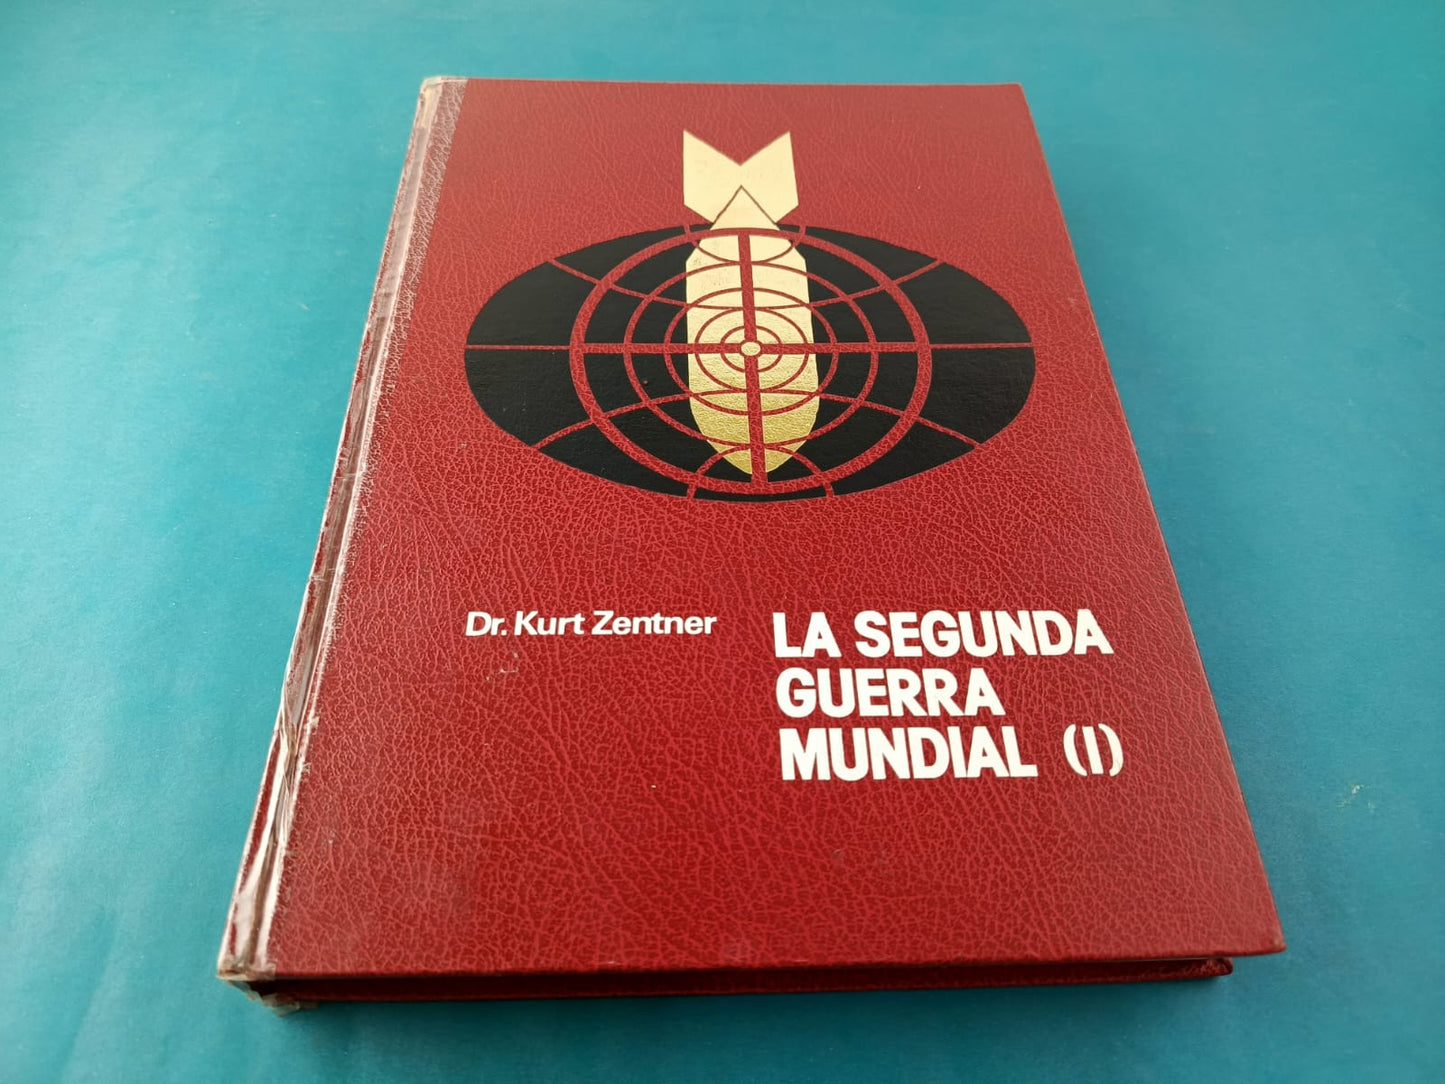 Dr. Kurt Zentner
LA SEGUNDA
GUERRA
MUNDIAL (I)